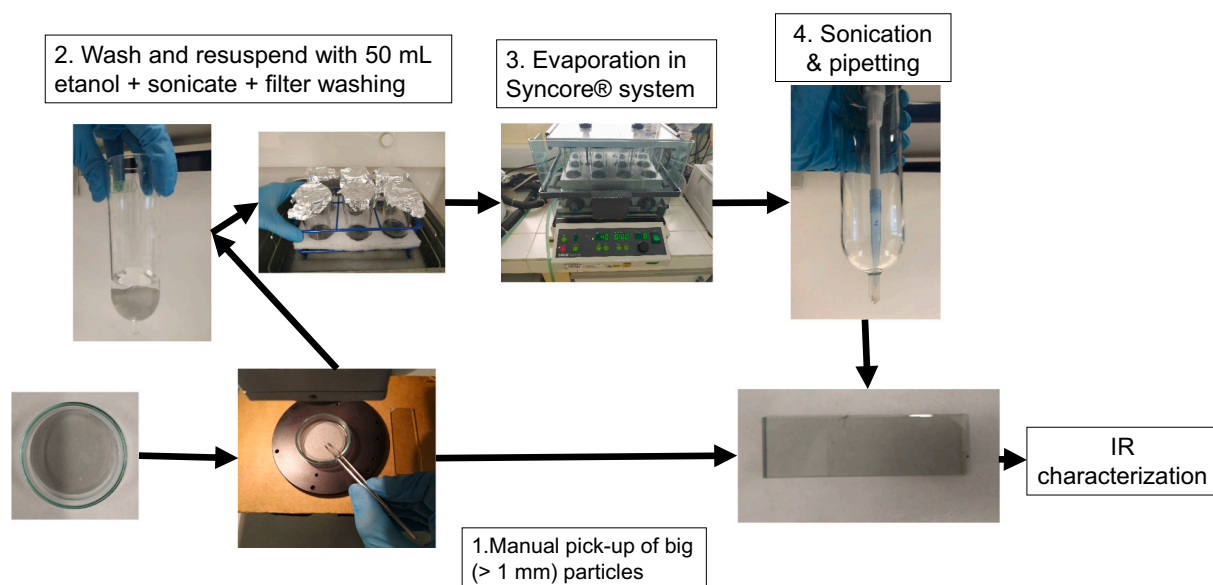 2. Wash and resuspend with 50 mL
etanol + sonicate + filter washing
3. Evaporation in
Syncore® system
4. Sonication
& pipetting
IR
characterization
1.Manual pick-up of big
(> 1 mm) particles